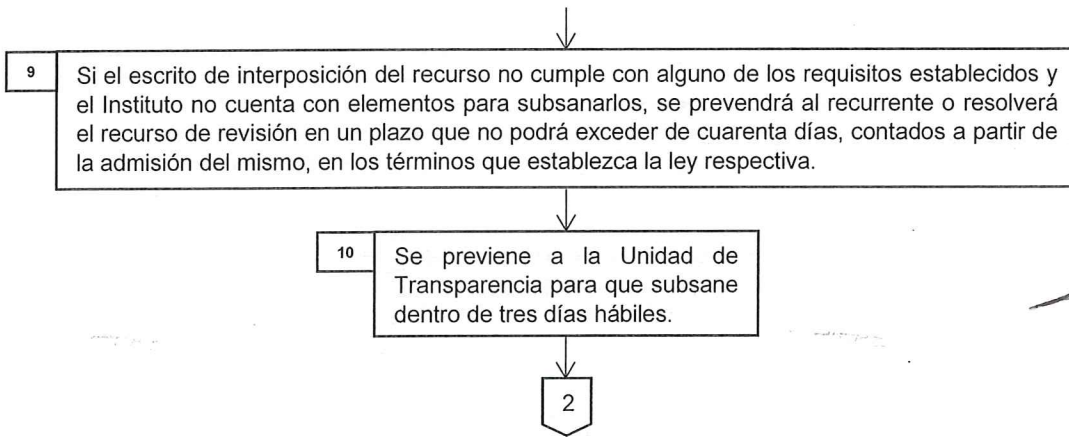 9
Si el escrito de interposición del recurso no cumple con alguno de los requisitos establecidos y
el Instituto no cuenta con elementos para subsanarlos, se prevendrá al recurrente o resolverá
el recurso de revisión en un plazo que no podrá exceder de cuarenta días, contados a partir de
la admisión del mismo, en los términos que establezca la ley respectiva.
10
Se previene a la Unidad de
Transparencia para que subsane
dentro de tres días hábiles.
2